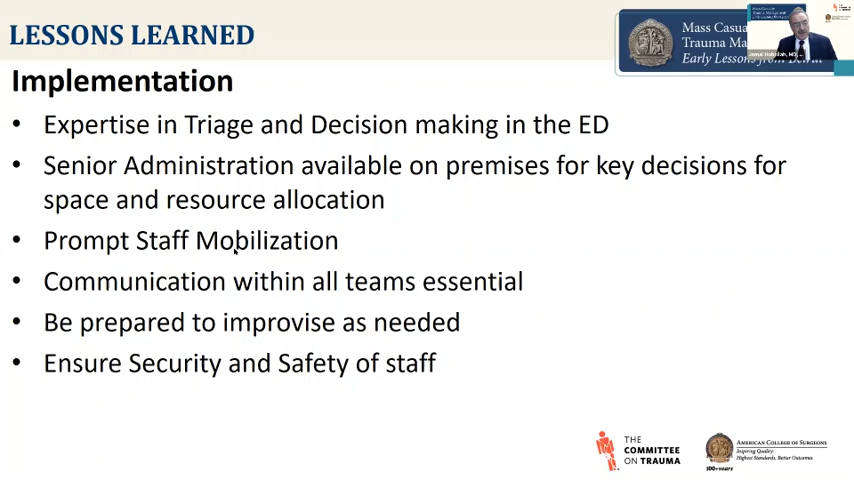 LESSONS LEARNED
Mass Casu
Trauma Ma
Early Lessons from Beirut
Implementation
• Expertise in Triage and Decision making in the ED
• Senior Administration available on premises for key decisions for
space and resource allocation
• Prompt Staff Mobilization
• Communication within all teams essential
• Be prepared to improvise as needed
• Ensure Security and Safety of staff
THE
COMMITTEE
ON TRAUMA
AMERICAN COLLEGE OF SURGEONS
Inspiring Quality:
Highest Standards, Better Outcomes
100+years